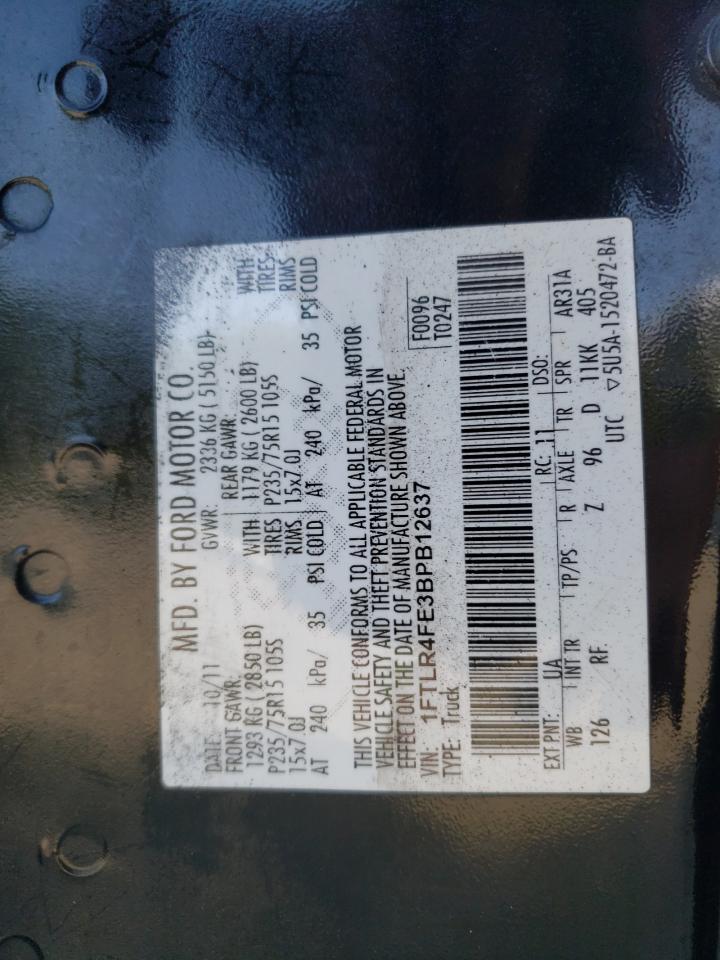 MFD. BY FORD MOTOR CO.
DATE: 10/11 GVWR: 2336 KG ( 5150 LB)
FRONT GAWR: REAR GAWR: WITH
1293 KG ( 2850 LB) WITH 1179 KG ( 2600 LB) TIRES
P235/75R15 105S TIRES P235/75R15 105S RIMS
15x7.0J RIMS 15x7.0J
AT 240 kPa/ 35 PSI COLD AT 240 kPa/ 35 PSI COLD
THIS VEHICLE CONFORMS TO ALL APPLICABLE FEDERAL MOTOR
VEHICLE SAFETY AND THEFT PREVENTION STANDARDS IN
EFFECT ON THE DATE OF MANUFACTURE SHOWN ABOVE.
VIN: 1FTLR4FE3BPB12637 F0096
TYPE: Truck T0247
EXT PNT: UA RC: 11 DSO:
WB INT TR TP/PS R AXLE TR SPR AR31A
126 RF Z 96 D 11KK 405
UTC ▽5U5A-1520472-BA